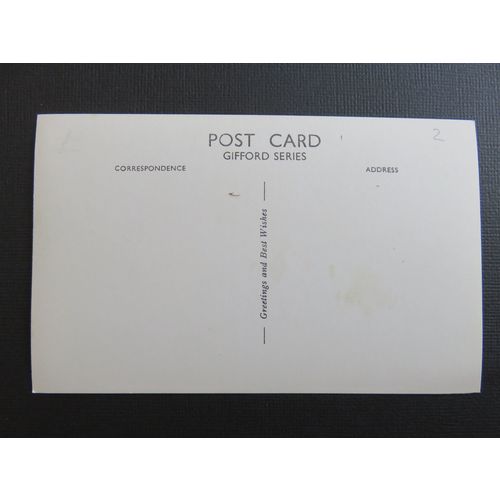 2
POST CARD
GIFFORD SERIES
CORRESPONDENCE
ADDRESS
Greetings and Best Wishes